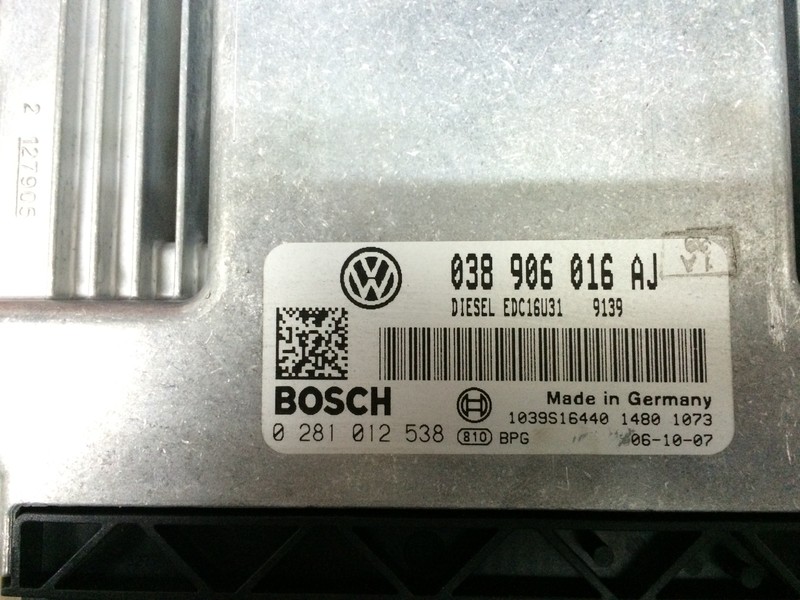 2 127905
VW
038 906 016 AJ
DIESEL EDC16U31 9139
BOSCH
Made in Germany
1039S16440 1480 1073
0 281 012 538 810 BPG 06-10-07